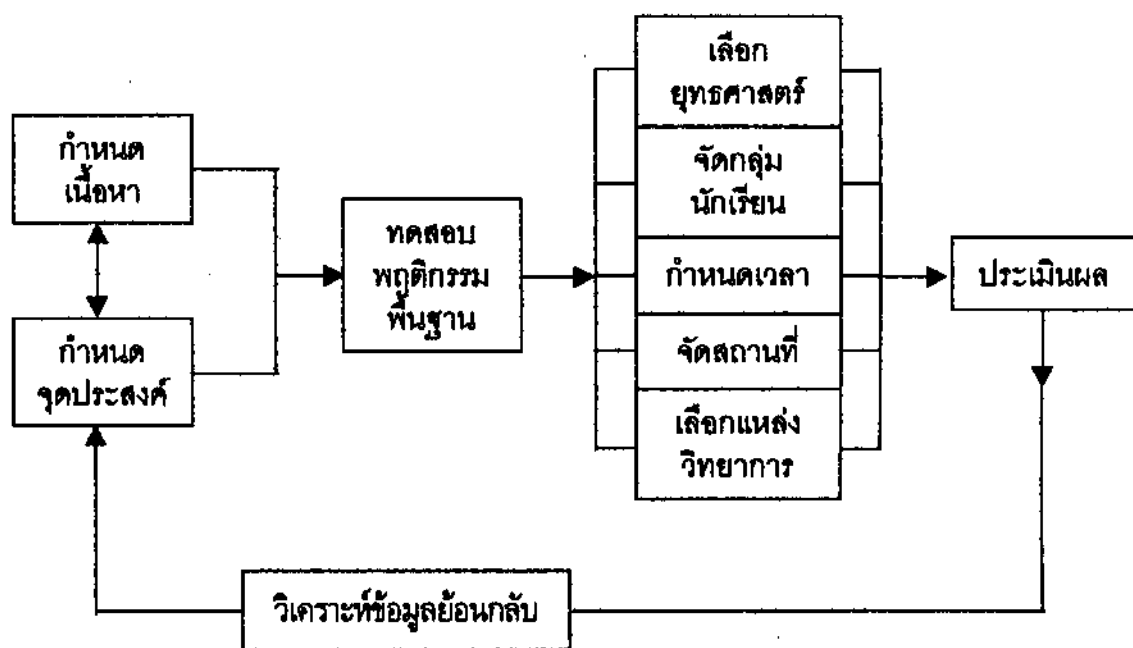 กำหนด
เนื้อหา
กำหนด
จุดประสงค์
ทดสอบ
พฤติกรรม
พื้นฐาน
เลือก
ยุทธศาสตร์
จัดกลุ่ม
นักเรียน
กำหนดเวลา
จัดสถานที่
เลือกแหล่ง
วิทยาการ
ประเมินผล
วิเคราะห์ข้อมูลย้อนกลับ